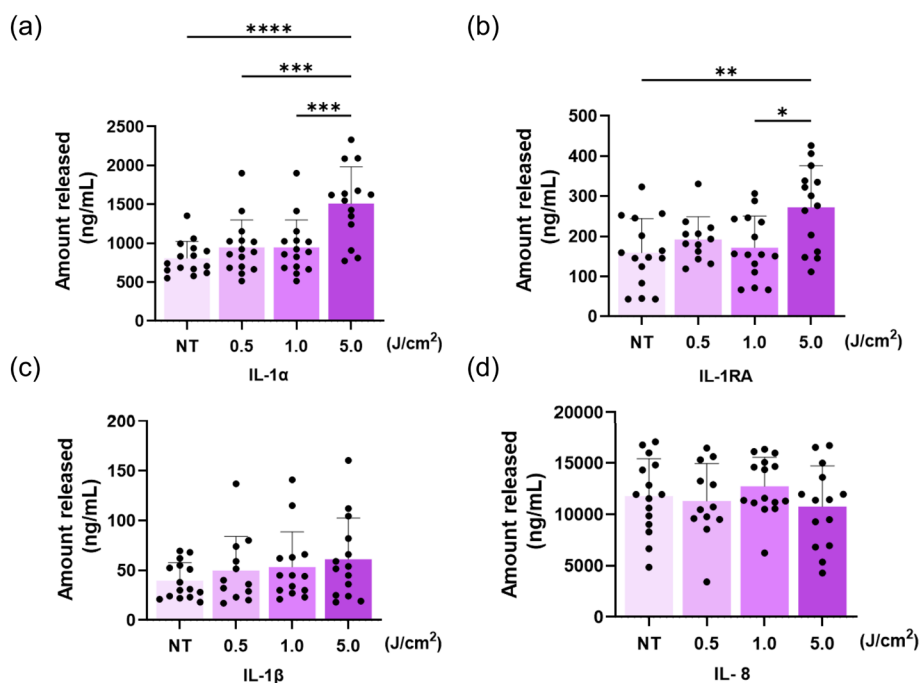 (a)
****
***
***
Amount released
(ng/mL)
2500
2000
1500
1000
500
0
NT 0.5 1.0 5.0 (J/cm²)
IL-1α
(b)
**
*
Amount released
(ng/mL)
500
400
300
200
100
0
NT 0.5 1.0 5.0 (J/cm²)
IL-1RA
(c)
Amount released
(ng/mL)
200
150
100
50
0
NT 0.5 1.0 5.0 (J/cm²)
IL-1β
(d)
Amount released
(ng/mL)
20000
15000
10000
5000
0
NT 0.5 1.0 5.0 (J/cm²)
IL- 8